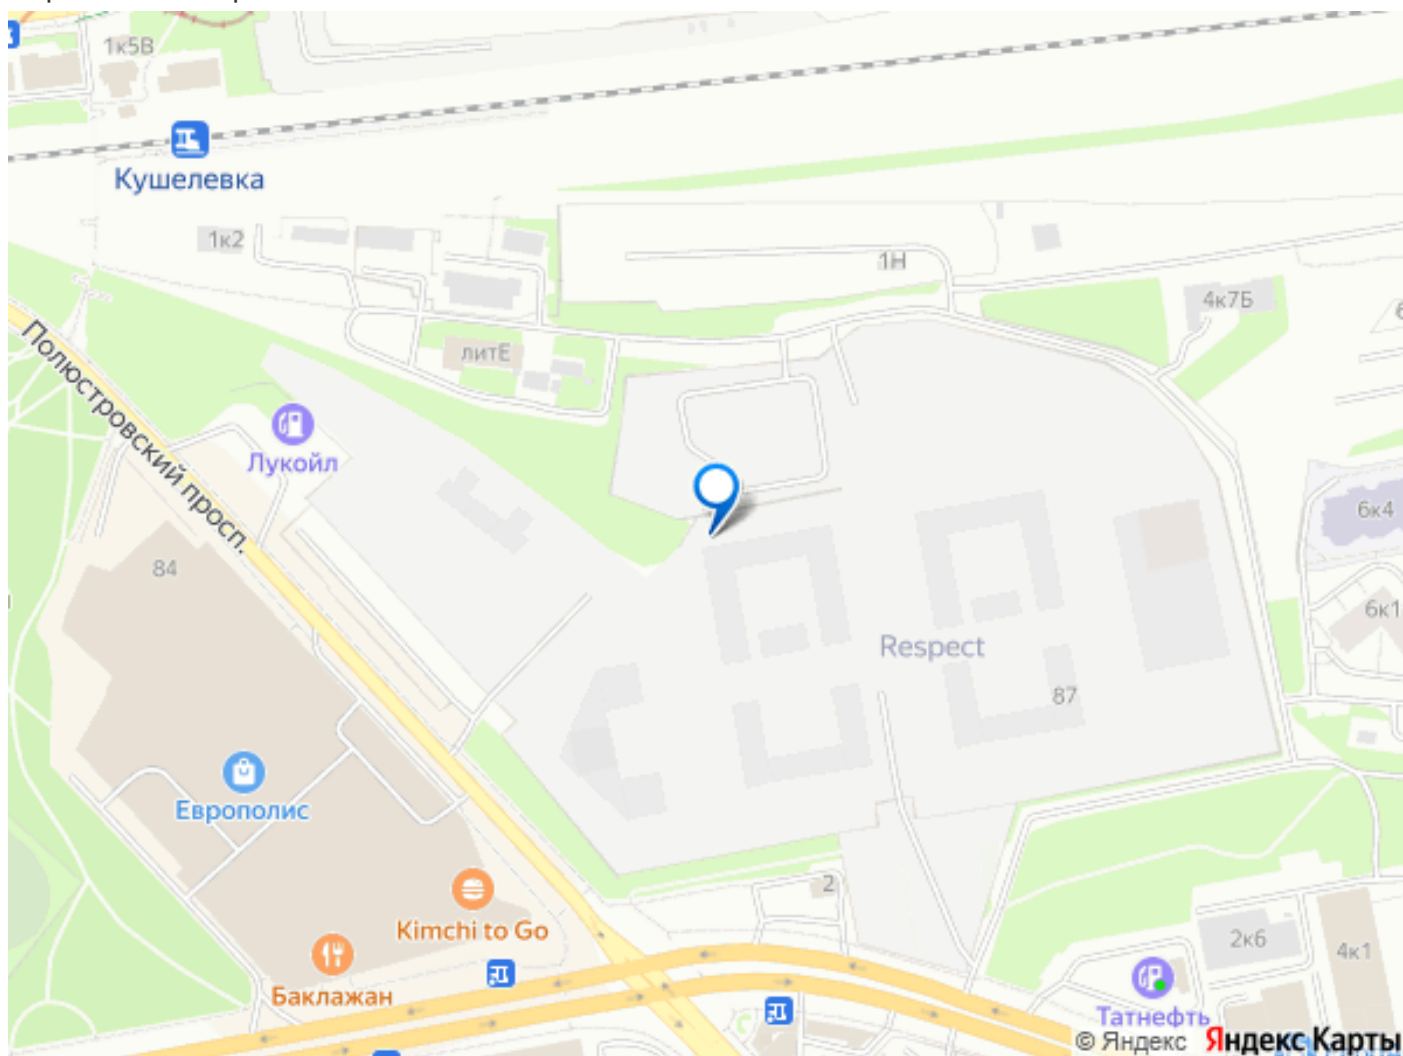 1к5В
Кушелевка
1к2
1Н
4к7Б
литЕ
Полюстровский просп.
Лукойл
6к4
84
6к1
Respect
87
Европолис
2
Kimchi to Go
2к6
4к1
Баклажан
Татнефть
© Яндекс Яндекс Карты